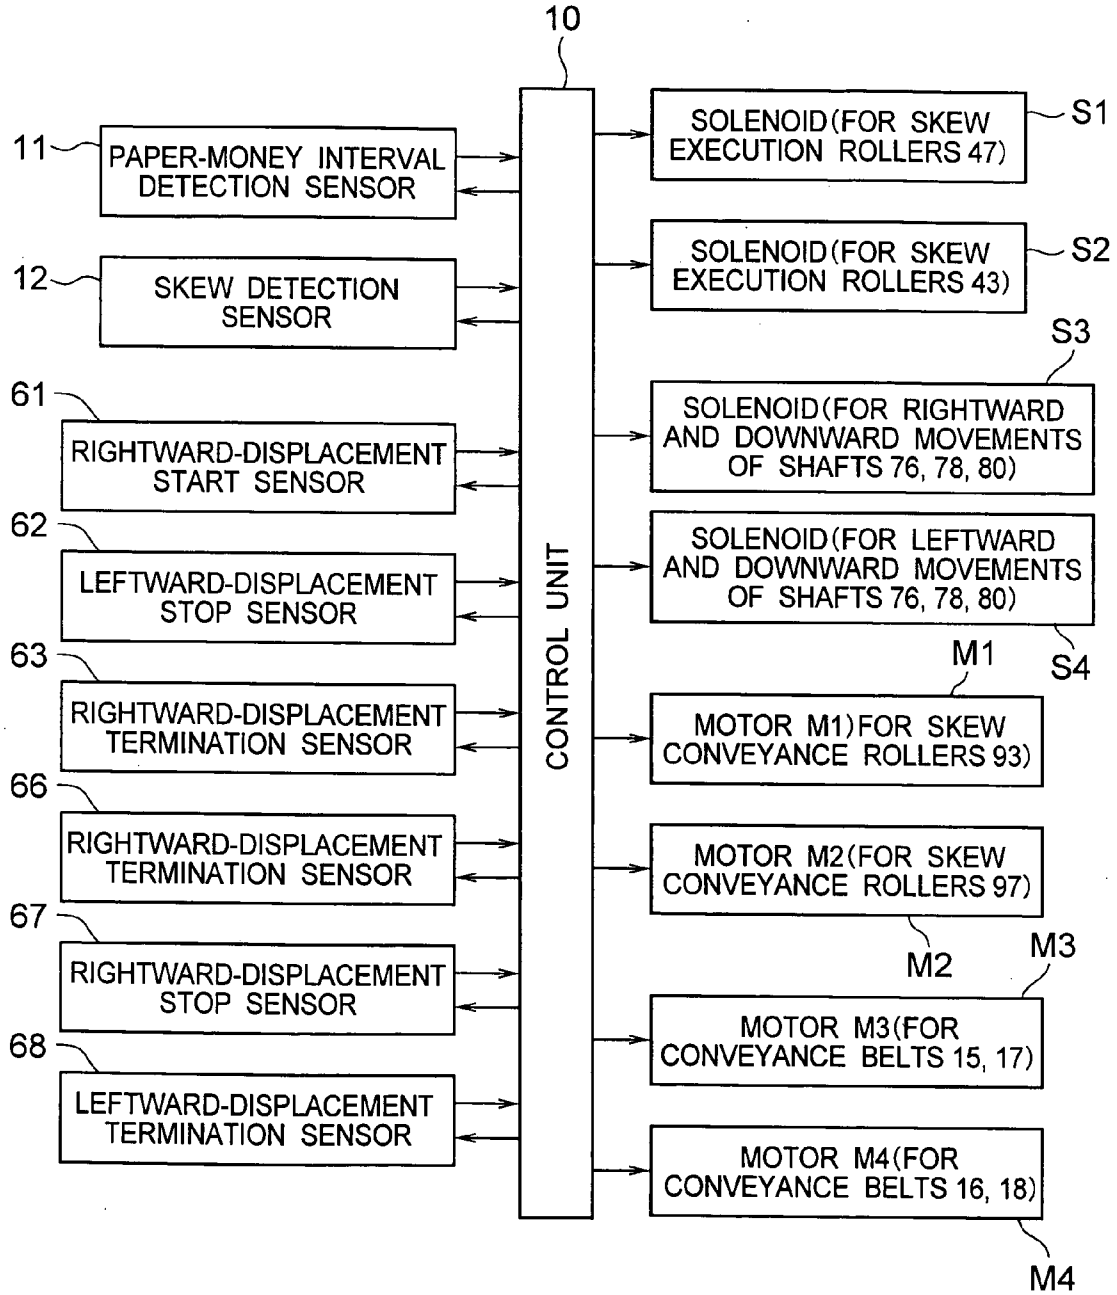 10
11
PAPER-MONEY INTERVAL
DETECTION SENSOR
12
SKEW DETECTION
SENSOR
61
RIGHTWARD-DISPLACEMENT
START SENSOR
62
LEFTWARD-DISPLACEMENT
STOP SENSOR
63
RIGHTWARD-DISPLACEMENT
TERMINATION SENSOR
66
RIGHTWARD-DISPLACEMENT
TERMINATION SENSOR
67
RIGHTWARD-DISPLACEMENT
STOP SENSOR
68
LEFTWARD-DISPLACEMENT
TERMINATION SENSOR
CONTROL UNIT
S1
SOLENOID(FOR SKEW
EXECUTION ROLLERS 47)
S2
SOLENOID(FOR SKEW
EXECUTION ROLLERS 43)
S3
SOLENOID(FOR RIGHTWARD
AND DOWNWARD MOVEMENTS
OF SHAFTS 76, 78, 80)
SOLENOID(FOR LEFTWARD
AND DOWNWARD MOVEMENTS
OF SHAFTS 76, 78, 80)
S4
M1
MOTOR M1)FOR SKEW
CONVEYANCE ROLLERS 93)
MOTOR M2(FOR SKEW
CONVEYANCE ROLLERS 97)
M2
M3
MOTOR M3(FOR
CONVEYANCE BELTS 15, 17)
MOTOR M4(FOR
CONVEYANCE BELTS 16, 18)
M4